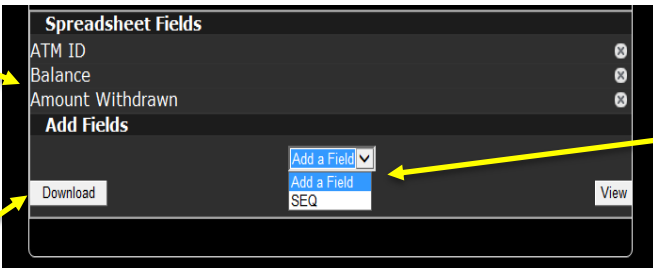 Spreadsheet Fields
ATM ID
Balance
Amount Withdrawn
Add Fields
Add a Field
Add a Field
SEQ
Download
View